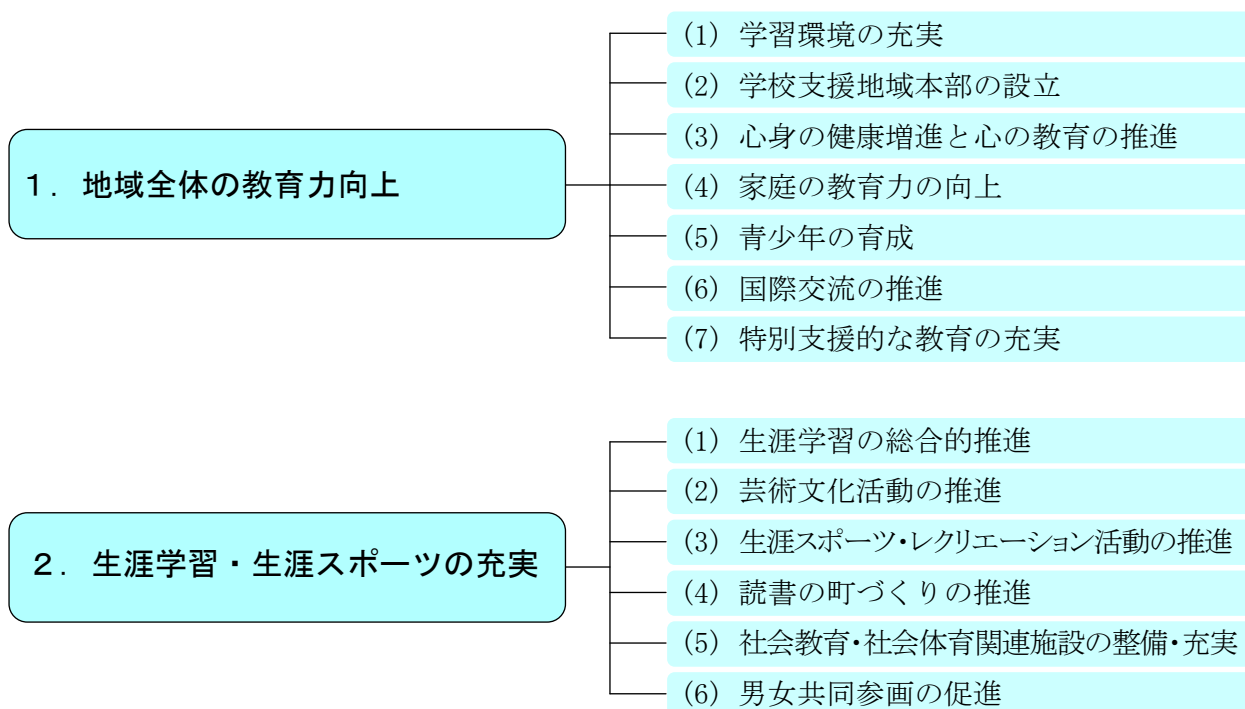 1. 地域全体の教育力向上
(1) 学習環境の充実
(2) 学校支援地域本部の設立
(3) 心身の健康増進と心の教育の推進
(4) 家庭の教育力の向上
(5) 青少年の育成
(6) 国際交流の推進
(7) 特別支援的な教育の充実
2. 生涯学習・生涯スポーツの充実
(1) 生涯学習の総合的推進
(2) 芸術文化活動の推進
(3) 生涯スポーツ・レクリエーション活動の推進
(4) 読書の町づくりの推進
(5) 社会教育・社会体育関連施設の整備・充実
(6) 男女共同参画の促進